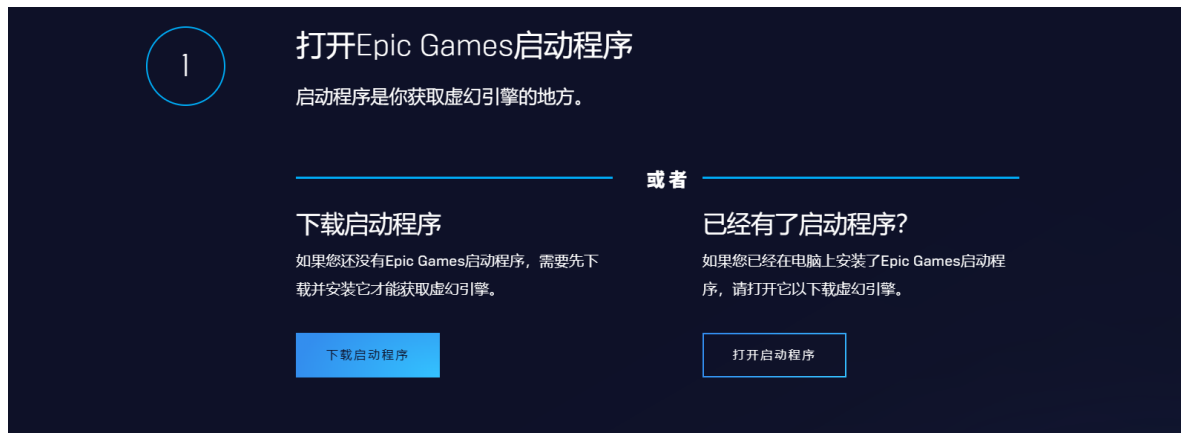 1
打开Epic Games启动程序
启动程序是你获取虚幻引擎的地方。
或者
下载启动程序
如果您还没有Epic Games启动程序，需要先下
载并安装它才能获取虚幻引擎。
下载启动程序
已经有了启动程序？
如果您已经在电脑上安装了Epic Games启动程
序，请打开它以下载虚幻引擎。
打开启动程序